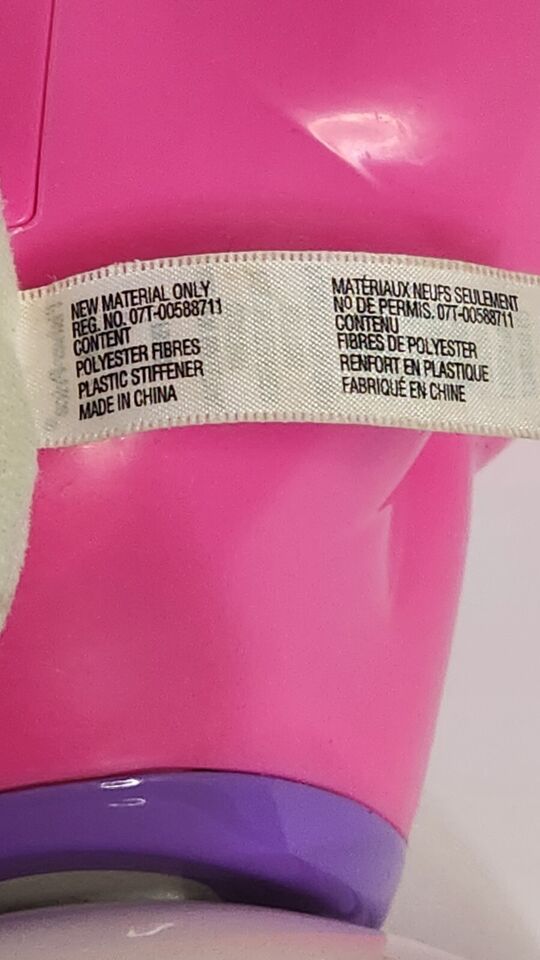 NEW MATERIAL ONLY
REG. NO. 07T-00588711
CONTENT
POLYESTER FIBRES
PLASTIC STIFFENER
MADE IN CHINA
MATÉRIAUX NEUFS SEULEMENT
Nº DE PERMIS. 07T-00588711
CONTENU
FIBRES DE POLYESTER
RENFORT EN PLASTIQUE
FABRIQUÉ EN CHINE